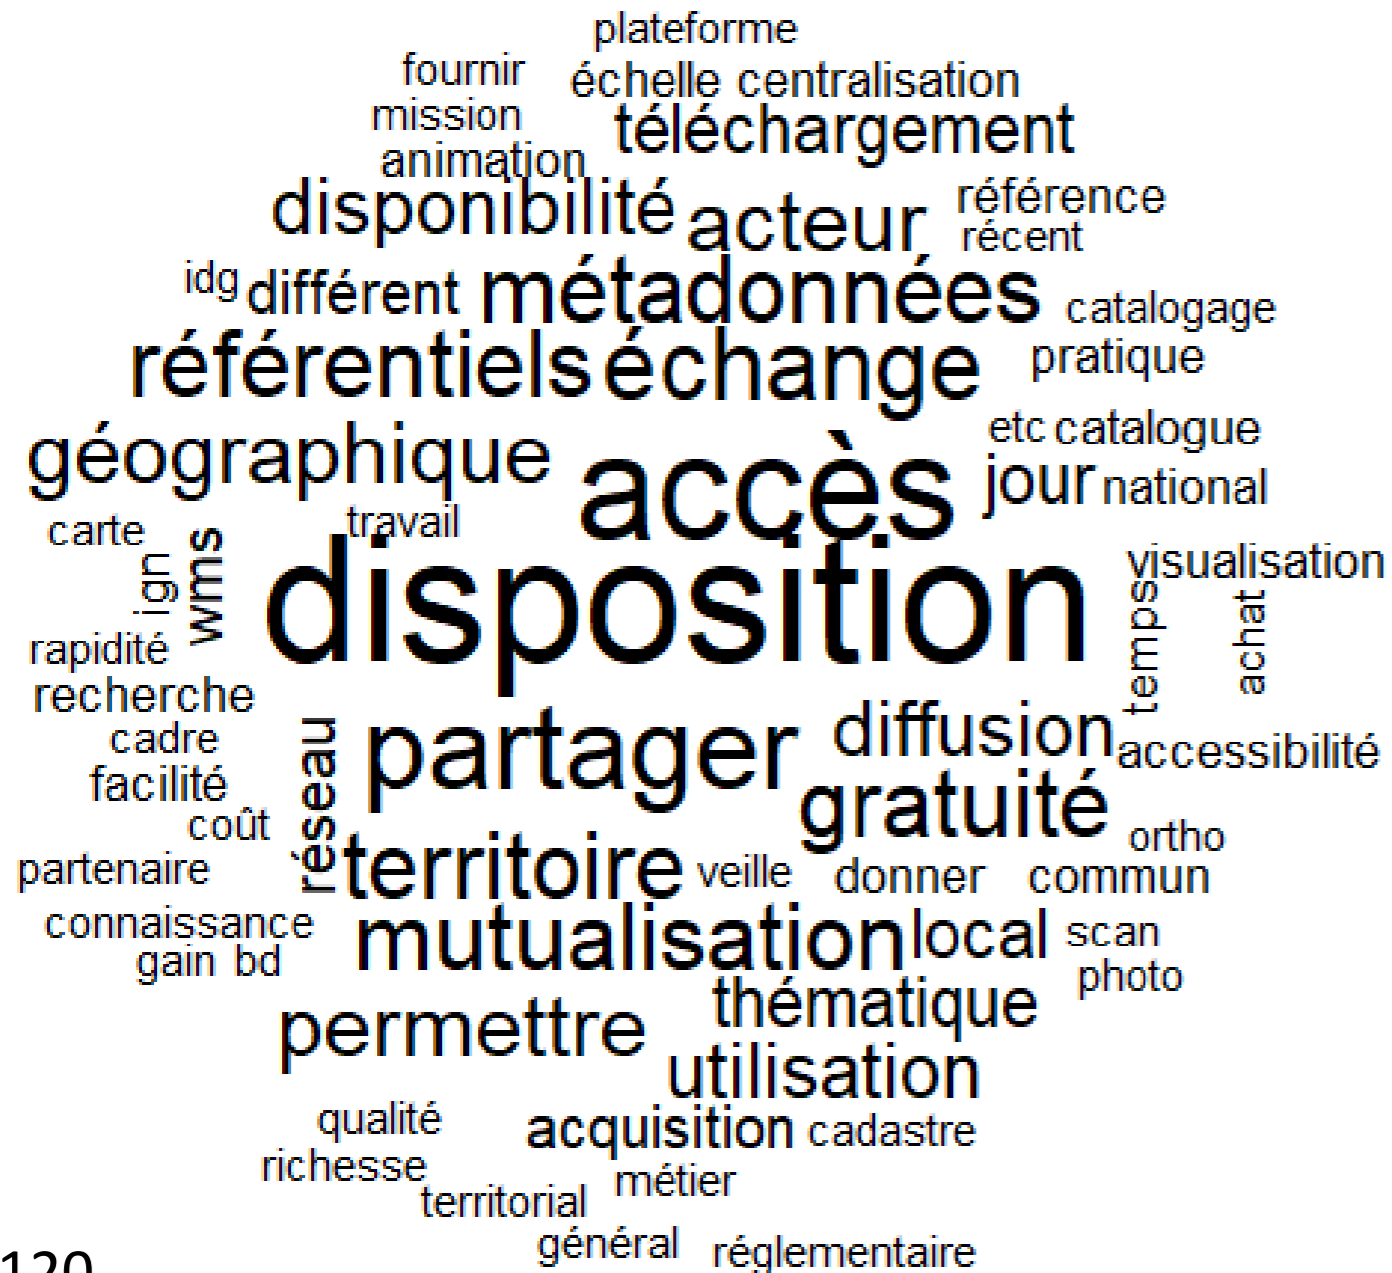 plateforme
fournir échelle centralisation
mission téléchargement
animation
disponibilité acteur référence
récent
idg différent métadonnées catalogage
référentiels échange pratique
géographique accès etc catalogue
jour national
carte travail
ign wms disposition visualisation
temps achat
rapidité
recherche
cadre réseau partager diffusion accessibilité
facilité gratuité
coût ortho
partenaire territoire veille donner commun
connaissance mutualisation local scan
gain bd photo
permettre thématique
utilisation
qualité acquisition cadastre
richesse métier
territorial
général réglementaire
120